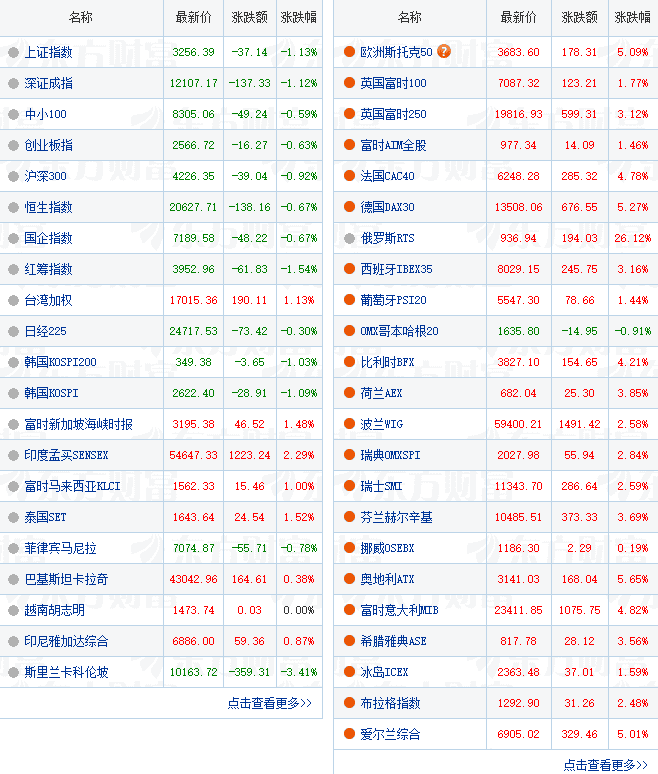 名称 最新价 涨跌额 涨跌幅
上证指数 3256.39 -37.14 -1.13%
深证成指 12107.17 -137.33 -1.12%
中小100 8305.06 -49.24 -0.59%
创业板指 2566.72 -16.27 -0.63%
沪深300 4226.35 -39.04 -0.92%
恒生指数 20627.71 -138.16 -0.67%
国企指数 7189.58 -48.22 -0.67%
红筹指数 3952.96 -61.83 -1.54%
台湾加权 17015.36 190.11 1.13%
日经225 24717.53 -73.42 -0.30%
韩国KOSPI200 349.38 -3.65 -1.03%
韩国KOSPI 2622.40 -28.91 -1.09%
富时新加坡海峡时报 3195.38 46.52 1.48%
印度孟买SENSEX 54647.33 1223.24 2.29%
富时马来西亚KLCI 1562.33 15.46 1.00%
泰国SET 1643.64 24.54 1.52%
菲律宾马尼拉 7074.87 -55.71 -0.78%
巴基斯坦卡拉奇 43042.96 164.61 0.38%
越南胡志明 1473.74 0.03 0.00%
印尼雅加达综合 6886.00 59.36 0.87%
斯里兰卡科伦坡 10163.72 -359.31 -3.41%
点击查看更多>>
名称 最新价 涨跌额 涨跌幅
欧洲斯托克50 ? 3683.60 178.31 5.09%
英国富时100 7087.32 123.21 1.77%
英国富时250 19816.93 599.31 3.12%
富时AIM全股 977.34 14.09 1.46%
法国CAC40 6248.28 285.32 4.78%
德国DAX30 13508.06 676.55 5.27%
俄罗斯RTS 936.94 194.03 26.12%
西班牙IBEX35 8029.15 245.75 3.16%
葡萄牙PSI20 5547.30 78.66 1.44%
OMX哥本哈根20 1635.80 -14.95 -0.91%
比利时BFX 3827.10 154.65 4.21%
荷兰AEX 682.04 25.30 3.85%
波兰WIG 59400.21 1491.42 2.58%
瑞典OMXSPI 2027.98 55.94 2.84%
瑞士SMI 11343.70 286.64 2.59%
芬兰赫尔辛基 10485.51 373.33 3.69%
挪威OSEBX 1186.30 2.29 0.19%
奥地利ATX 3141.03 168.04 5.65%
富时意大利MIB 23411.85 1075.75 4.82%
希腊雅典ASE 817.78 28.12 3.56%
冰岛ICEX 2363.48 37.01 1.59%
布拉格指数 1292.90 31.26 2.48%
爱尔兰综合 6905.02 329.46 5.01%
点击查看更多>>